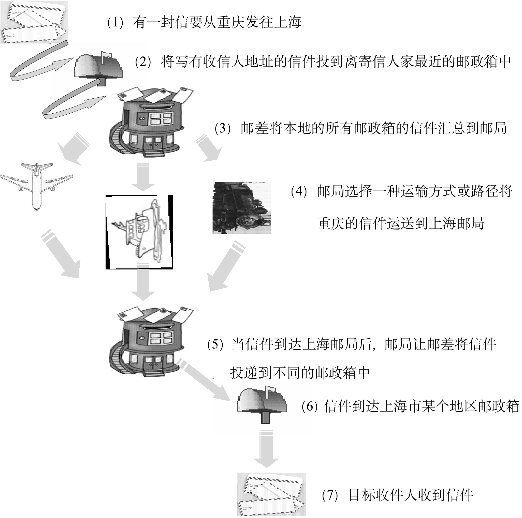 (1) 有一封信要从重庆发往上海
(2) 将写有收信人地址的信件投到离寄信人家最近的邮政箱中
(3) 邮差将本地的所有邮政箱的信件汇总到邮局
(4) 邮局选择一种运输方式或路径将
重庆的信件运送到上海邮局
(5) 当信件到达上海邮局后, 邮局让邮差将信件
投递到不同的邮政箱中
(6) 信件到达上海市某个地区邮政箱
(7) 目标收件人收到信件